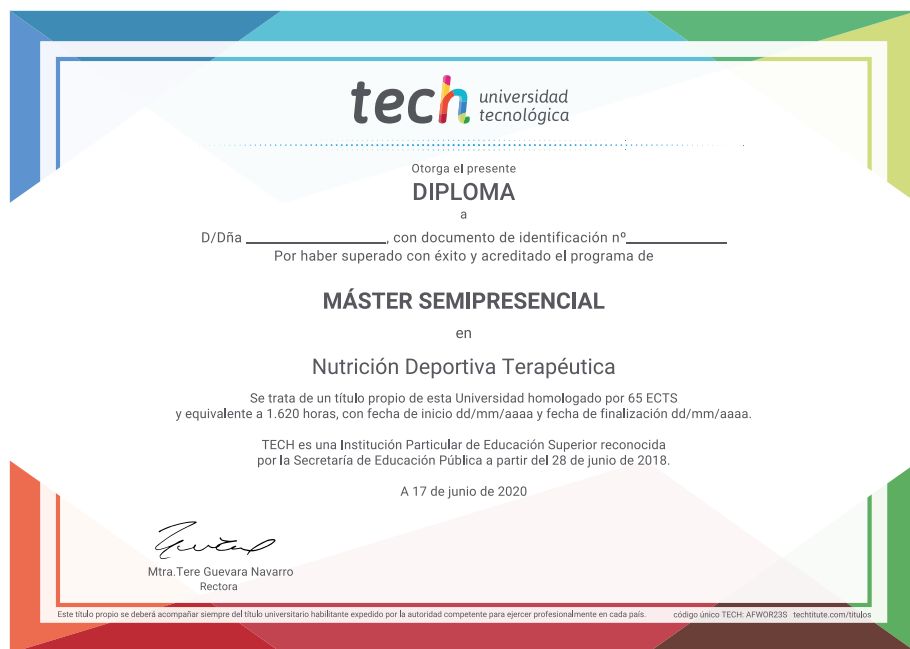 tech universidad
tecnológica
Otorga el presente
DIPLOMA
a
D/Dña ________________, con documento de identificación nº____________
Por haber superado con éxito y acreditado el programa de
MÁSTER SEMIPRESENCIAL
en
Nutrición Deportiva Terapéutica
Se trata de un título propio de esta Universidad homologado por 65 ECTS
y equivalente a 1.620 horas, con fecha de inicio dd/mm/aaaa y fecha de finalización dd/mm/aaaa.
TECH es una Institución Particular de Educación Superior reconocida
por la Secretaría de Educación Pública a partir del 28 de junio de 2018.
A 17 de junio de 2020
Mtra.Tere Guevara Navarro
Rectora
Este título propio se deberá acompañar siempre del título universitario habilitante expedido por la autoridad competente para ejercer profesionalmente en cada país. código único TECH: AFWOR23S techtitute.com/titulos